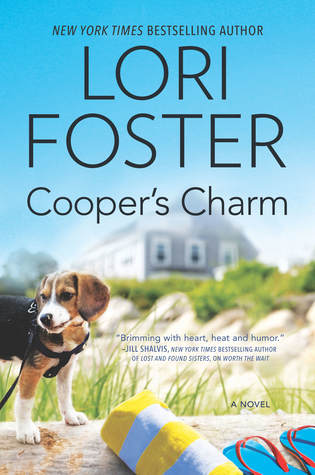 NEW YORK TIMES BESTSELLING AUTHOR
LORI
FOSTER
Cooper's Charm
"Brimming with heart, heat and humor."
–JILL SHALVIS, NEW YORK TIMES BESTSELLING AUTHOR
OF LOST AND FOUND SISTERS, ON WORTH THE WAIT
A NOVEL